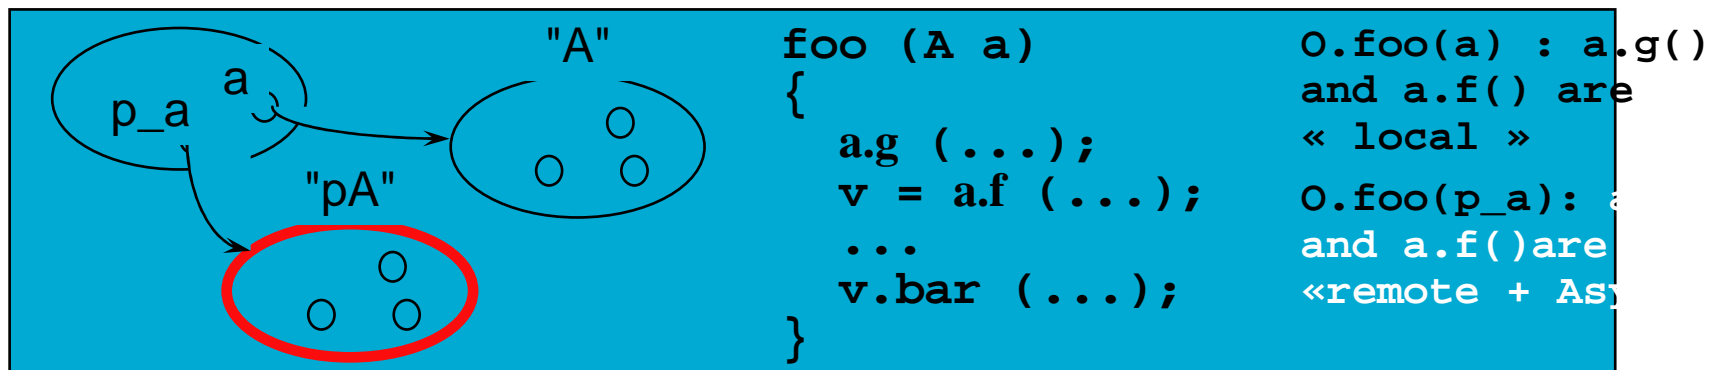 "A"
a
p_a
"pA"
foo (A a)
{
a.g (...);
v = a.f (...);
...
v.bar (...);
}
O.foo(a) : a.g()
and a.f() are
« local »
O.foo(p_a):
and a.f()are
«remote +